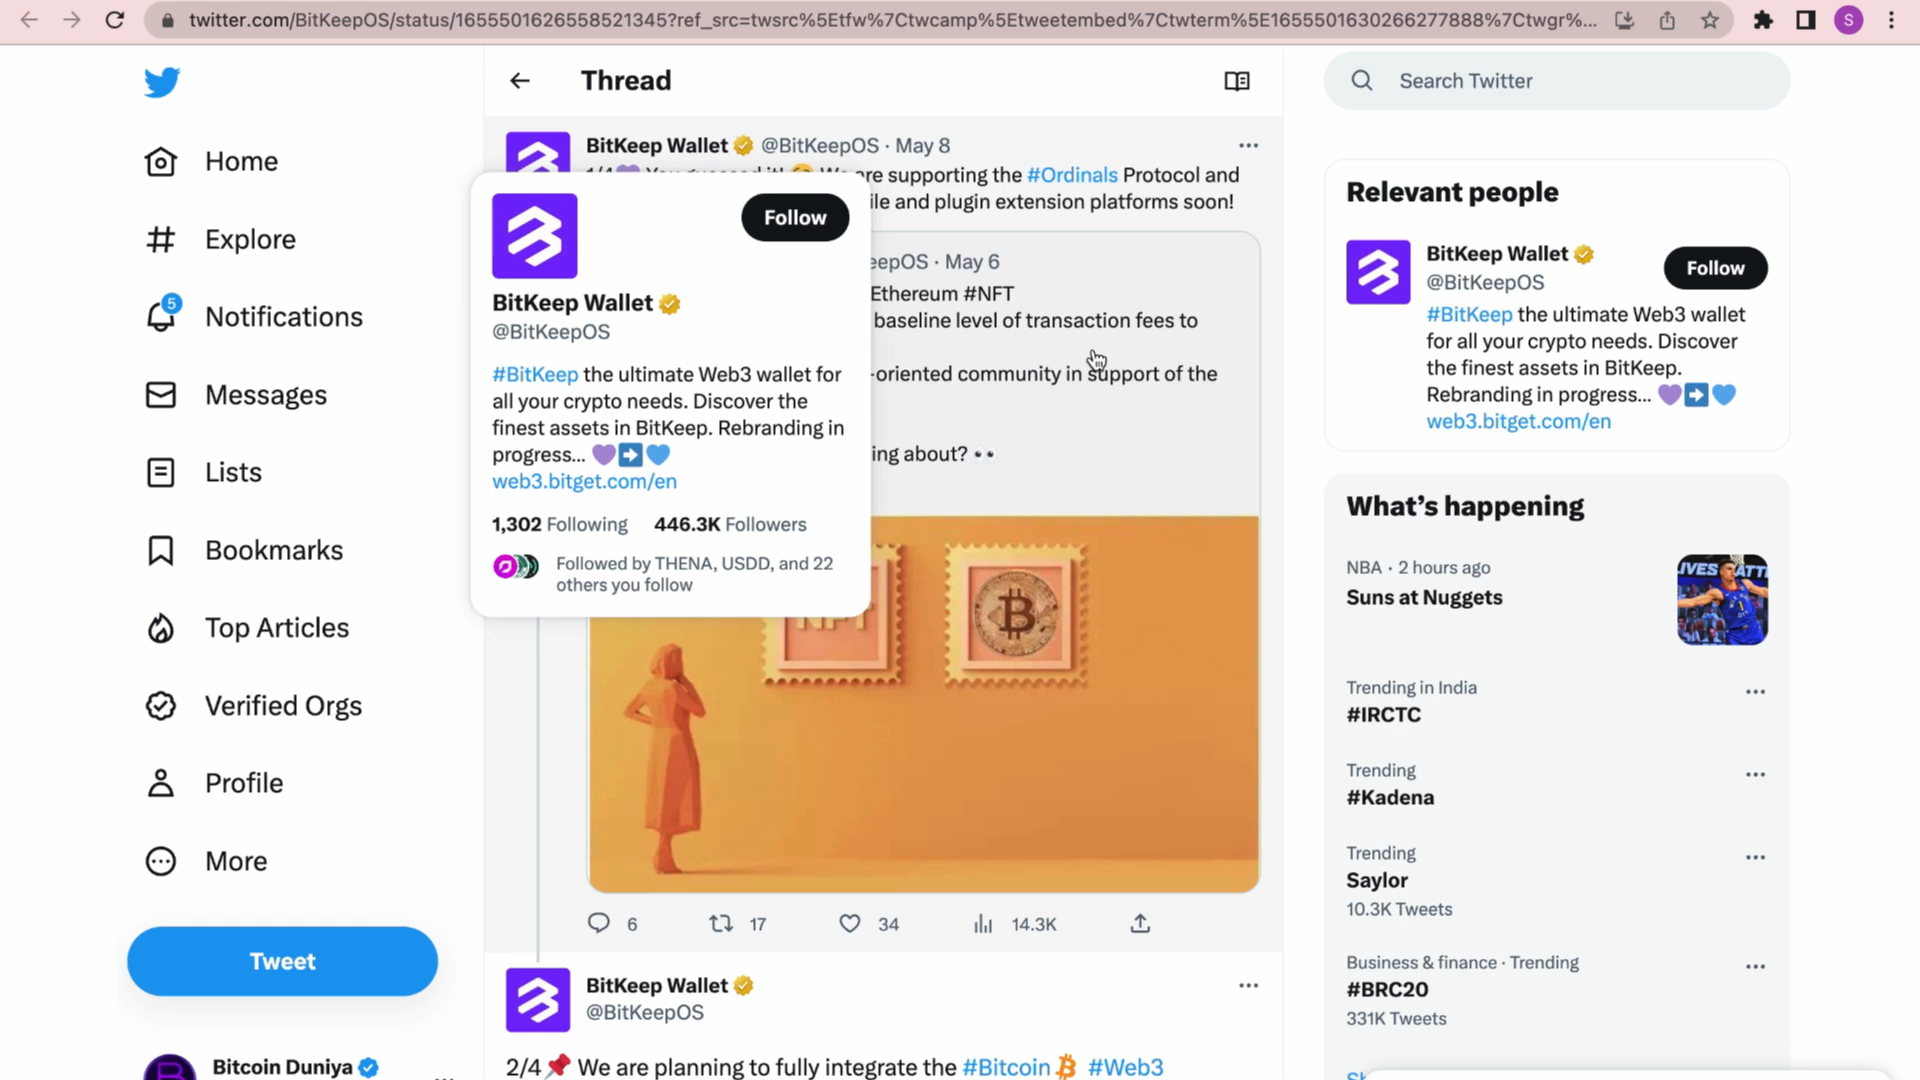 twitter.com/BitKeepOS/status/1655501626558521345?ref_src=twsrc%5Etfw%7Ctwcamp%5Etweetembed%7Ctwterm%5E1655501630266277888%7Ctwgr%...
S
Home
Explore
5
Notifications
Messages
Lists
Bookmarks
Top Articles
Verified Orgs
Profile
More
Tweet
Bitcoin Duniya
Thread
BitKeep Wallet @BitKeepOS · May 8
are supporting the #Ordinals Protocol and
ile and plugin extension platforms soon!
eepOS · May 6
Ethereum #NFT
baseline level of transaction fees to
-oriented community in support of the
ing about? 👀
Follow
BitKeep Wallet
@BitKeepOS
#BitKeep the ultimate Web3 wallet for
all your crypto needs. Discover the
finest assets in BitKeep. Rebranding in
progress... 💜➡️💙
web3.bitget.com/en
1,302 Following 446.3K Followers
Followed by THENA, USDD, and 22
others you follow
6 17 34 14.3K
BitKeep Wallet
@BitKeepOS
2/4📌 We are planning to fully integrate the #Bitcoin #Web3
Search Twitter
Relevant people
BitKeep Wallet
@BitKeepOS
Follow
#BitKeep the ultimate Web3 wallet
for all your crypto needs. Discover
the finest assets in BitKeep.
Rebranding in progress... 💜➡️💙
web3.bitget.com/en
What's happening
NBA · 2 hours ago
Suns at Nuggets
Trending in India
#IRCTC
Trending
#Kadena
Trending
Saylor
10.3K Tweets
Business & finance · Trending
#BRC20
331K Tweets